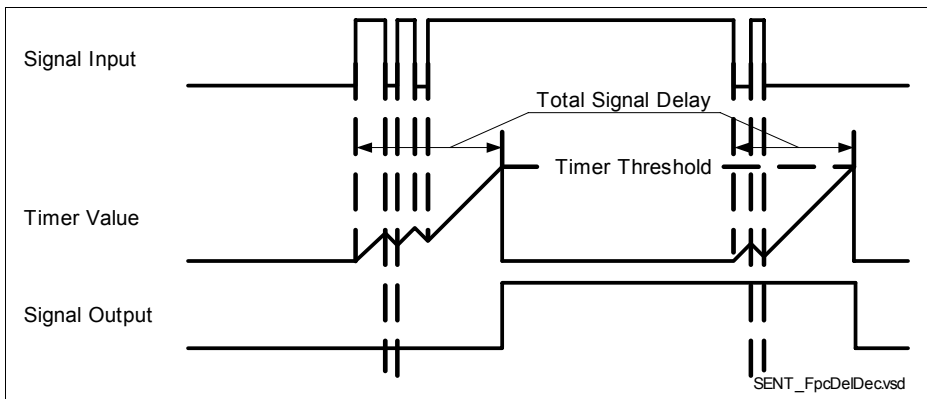 Signal Input
Total Signal Delay
Timer Threshold
Timer Value
Signal Output
SENT_FpcDelDec.vsd